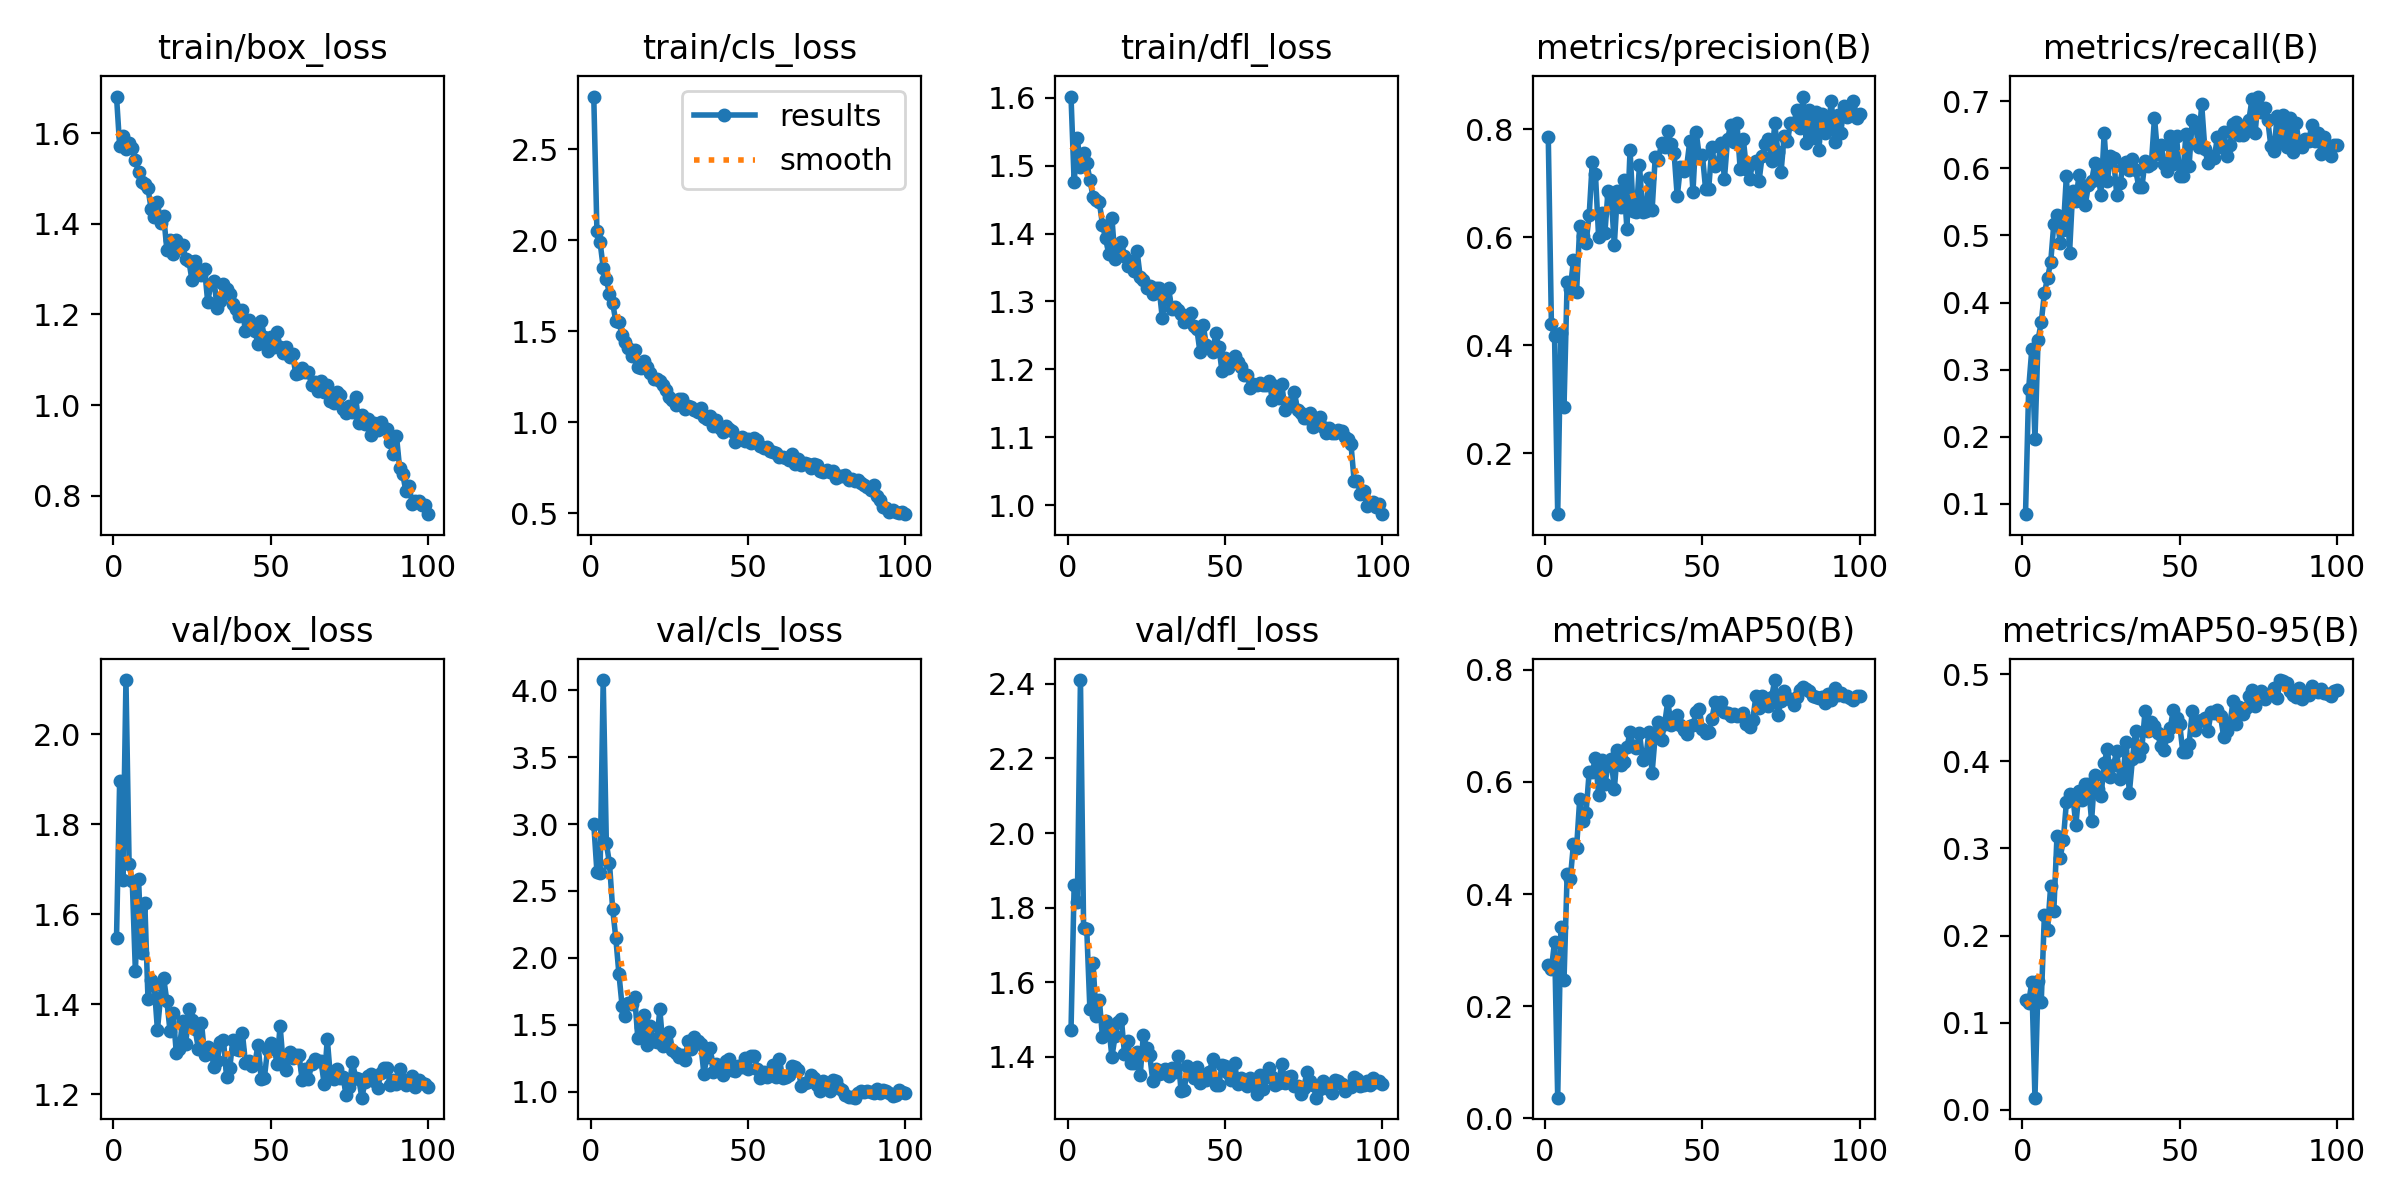 train/box_loss
1.6
1.4
1.2
1.0
0.8
0 50 100
train/cls_loss
results
smooth
2.5
2.0
1.5
1.0
0.5
0 50 100
train/dfl_loss
1.6
1.5
1.4
1.3
1.2
1.1
1.0
0 50 100
metrics/precision(B)
0.8
0.6
0.4
0.2
0 50 100
metrics/recall(B)
0.7
0.6
0.5
0.4
0.3
0.2
0.1
0 50 100
val/box_loss
2.0
1.8
1.6
1.4
1.2
0 50 100
val/cls_loss
4.0
3.5
3.0
2.5
2.0
1.5
1.0
0 50 100
val/dfl_loss
2.4
2.2
2.0
1.8
1.6
1.4
0 50 100
metrics/mAP50(B)
0.8
0.6
0.4
0.2
0.0
0 50 100
metrics/mAP50-95(B)
0.5
0.4
0.3
0.2
0.1
0.0
0 50 100